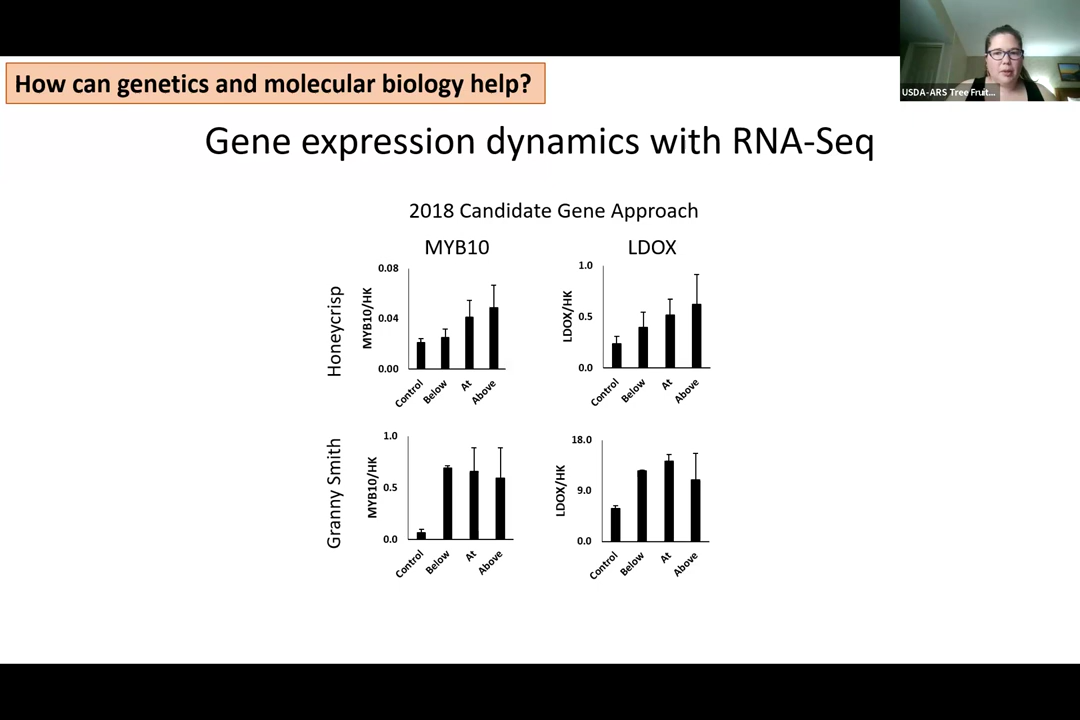 USDA-ARS Tree Fruit...
How can genetics and molecular biology help?
Gene expression dynamics with RNA-Seq
2018 Candidate Gene Approach
MYB10
LDOX
Honeycrisp
MYB10/HK
0.08
0.04
0.00
Control
Below
At
Above
LDOX/HK
1.0
0.5
0.0
Control
Below
At
Above
Granny Smith
MYB10/HK
1.0
0.5
0.0
Control
Below
At
Above
LDOX/HK
18.0
9.0
0.0
Control
Below
At
Above